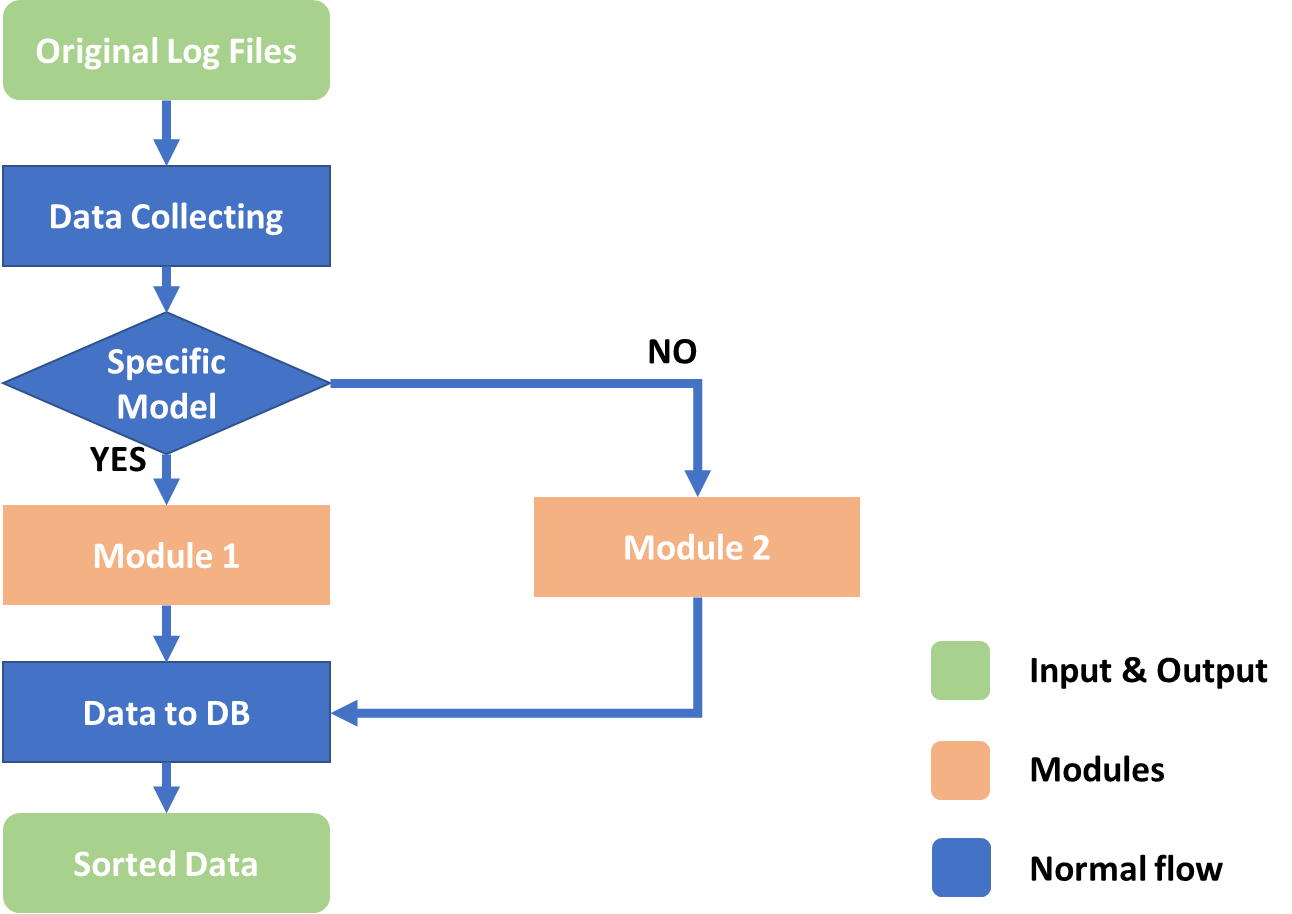 Original Log Files
Data Collecting
Specific
Model
NO
YES
Module 1
Module 2
Data to DB
Sorted Data
Input & Output
Modules
Normal flow